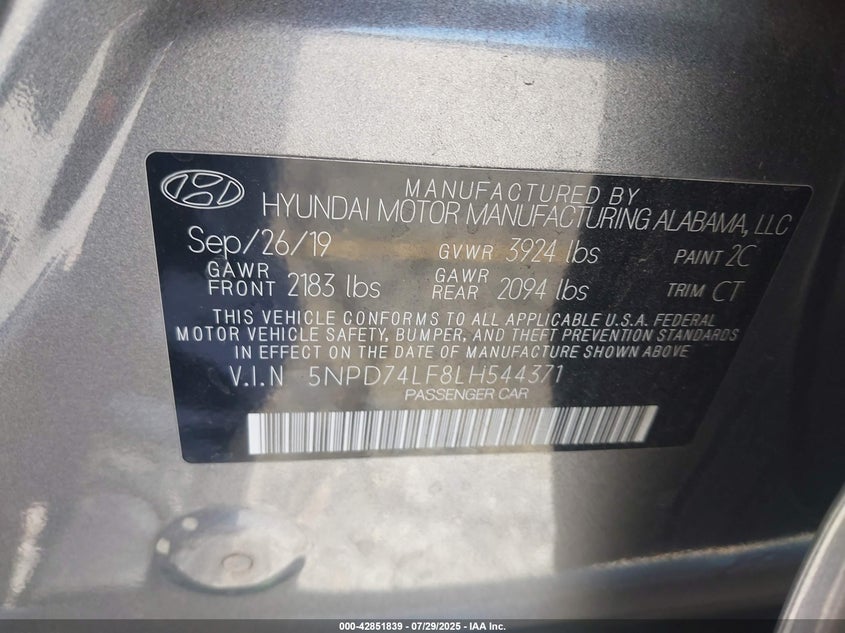 MANUFACTURED BY
HYUNDAI MOTOR MANUFACTURING ALABAMA, LLC
Sep/26/19 GVWR 3924 lbs PAINT 2C
GAWR FRONT 2183 lbs GAWR REAR 2094 lbs TRIM CT
THIS VEHICLE CONFORMS TO ALL APPLICABLE U.S.A. FEDERAL
MOTOR VEHICLE SAFETY, BUMPER, AND THEFT PREVENTION STANDARDS
IN EFFECT ON THE DATE OF MANUFACTURE SHOWN ABOVE
V.I.N 5NPD74LF8LH544371
PASSENGER CAR
000-42851839 - 07/29/2025 - IAA Inc.